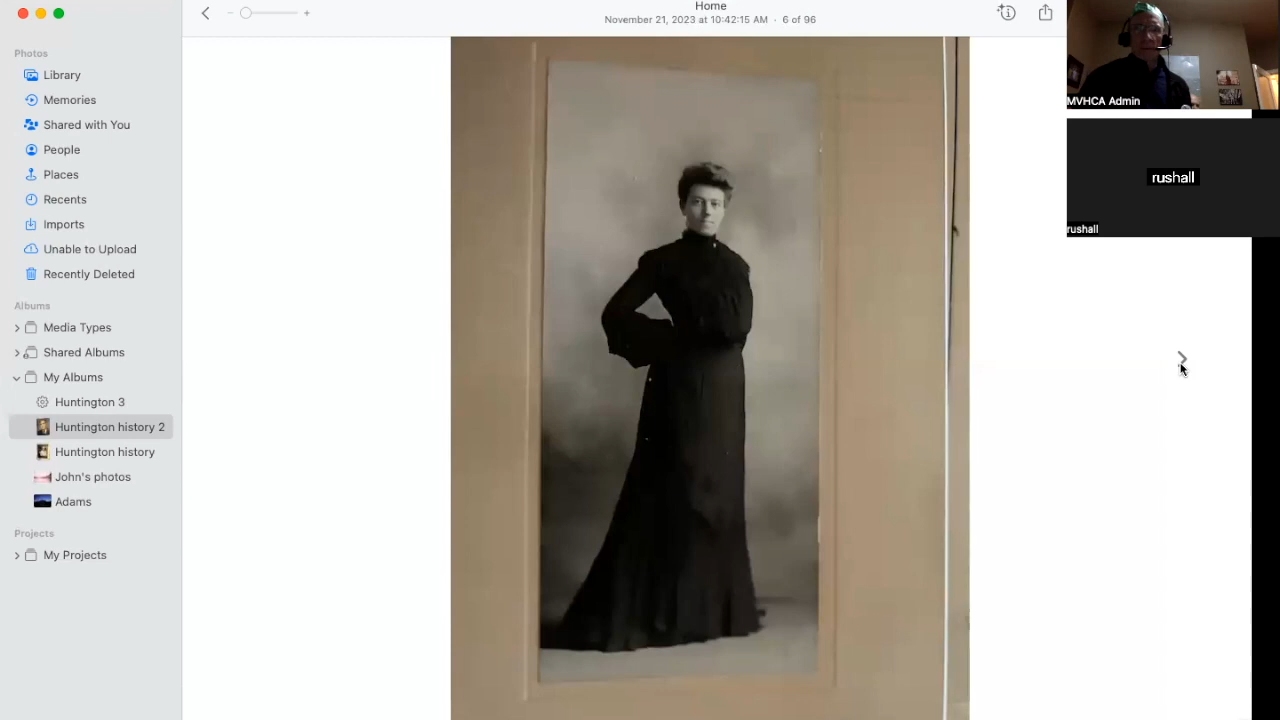 Home
November 21, 2023 at 10:42:15 AM · 6 of 96
Photos
Library
Memories
Shared with You
People
Places
Recents
Imports
Unable to Upload
Recently Deleted
Albums
Media Types
Shared Albums
My Albums
Huntington 3
Huntington history 2
Huntington history
John's photos
Adams
Projects
My Projects
MVHCA Admin
rushall
rushall